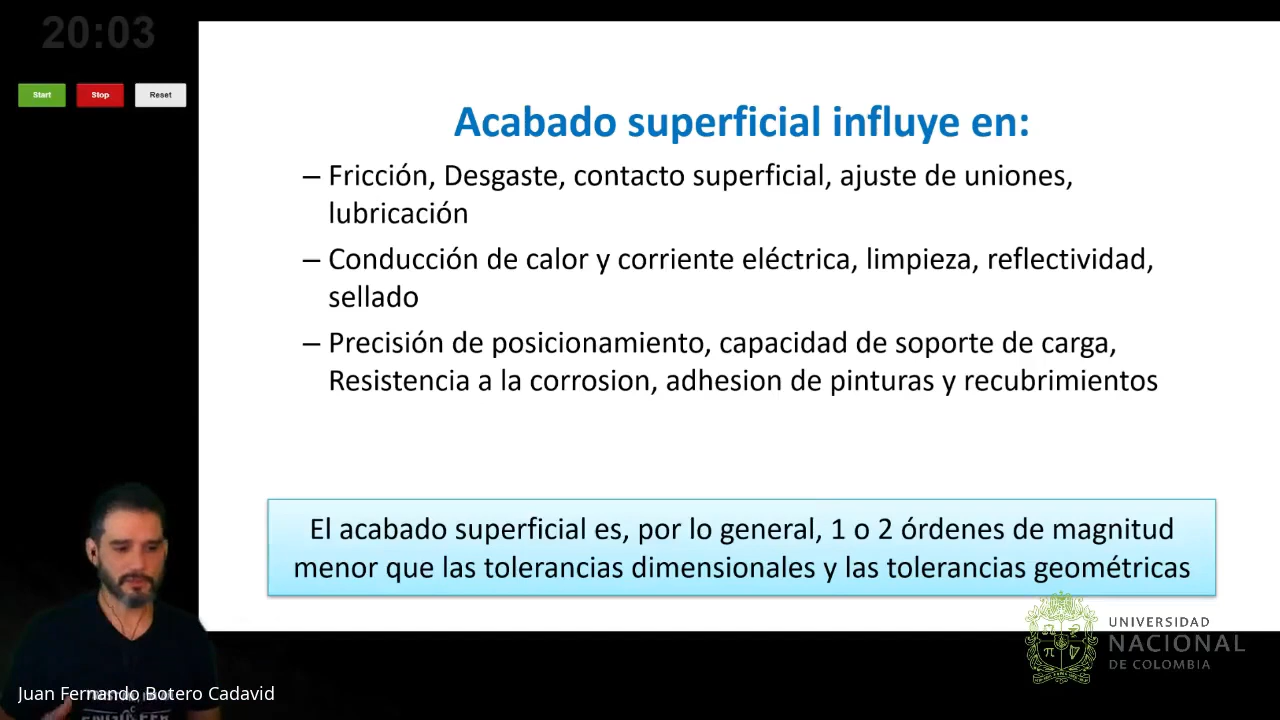 20:03
Start
Stop
Reset
Acabado superficial influye en:
– Fricción, Desgaste, contacto superficial, ajuste de uniones,
lubricación
– Conducción de calor y corriente eléctrica, limpieza, reflectividad,
sellado
– Precisión de posicionamiento, capacidad de soporte de carga,
Resistencia a la corrosion, adhesion de pinturas y recubrimientos
El acabado superficial es, por lo general, 1 o 2 órdenes de magnitud
menor que las tolerancias dimensionales y las tolerancias geométricas
UNIVERSIDAD
NACIONAL
DE COLOMBIA
Juan Fernando Botero Cadavid